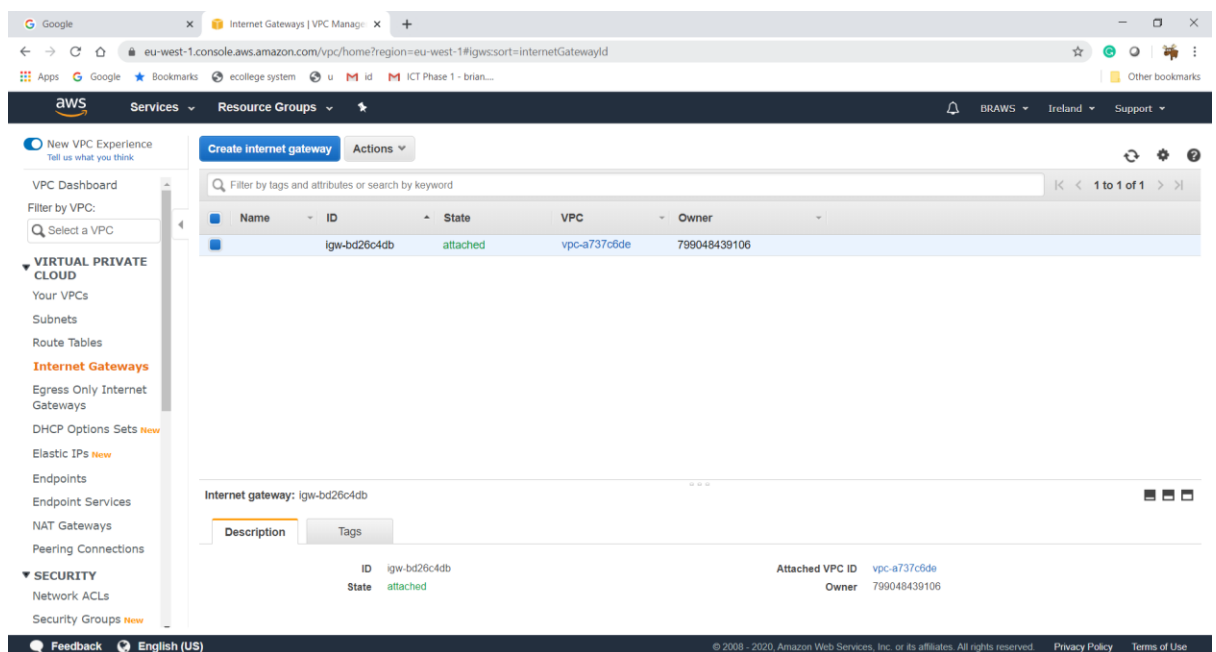 Google
Internet Gateways | VPC Manage
eu-west-1.console.aws.amazon.com/vpc/home?region=eu-west-1#igws:sort=internetGatewayId
Apps Google Bookmarks ecollege system u id ICT Phase 1 - brian.... Other bookmarks
aws Services Resource Groups BRAWS Ireland Support
New VPC Experience
Tell us what you think
VPC Dashboard
Filter by VPC:
Select a VPC
VIRTUAL PRIVATE
CLOUD
Your VPCs
Subnets
Route Tables
Internet Gateways
Egress Only Internet
Gateways
DHCP Options Sets New
Elastic IPs New
Endpoints
Endpoint Services
NAT Gateways
Peering Connections
SECURITY
Network ACLs
Security Groups New
Create internet gateway Actions
Filter by tags and attributes or search by keyword 1 to 1 of 1
Name ID State VPC Owner
igw-bd26c4db attached vpc-a737c6de 799048439106
Internet gateway: igw-bd26c4db
Description Tags
ID igw-bd26c4db Attached VPC ID vpc-a737c6de
State attached Owner 799048439106
Feedback English (US) © 2008 - 2020, Amazon Web Services, Inc. or its affiliates. All rights reserved. Privacy Policy Terms of Use